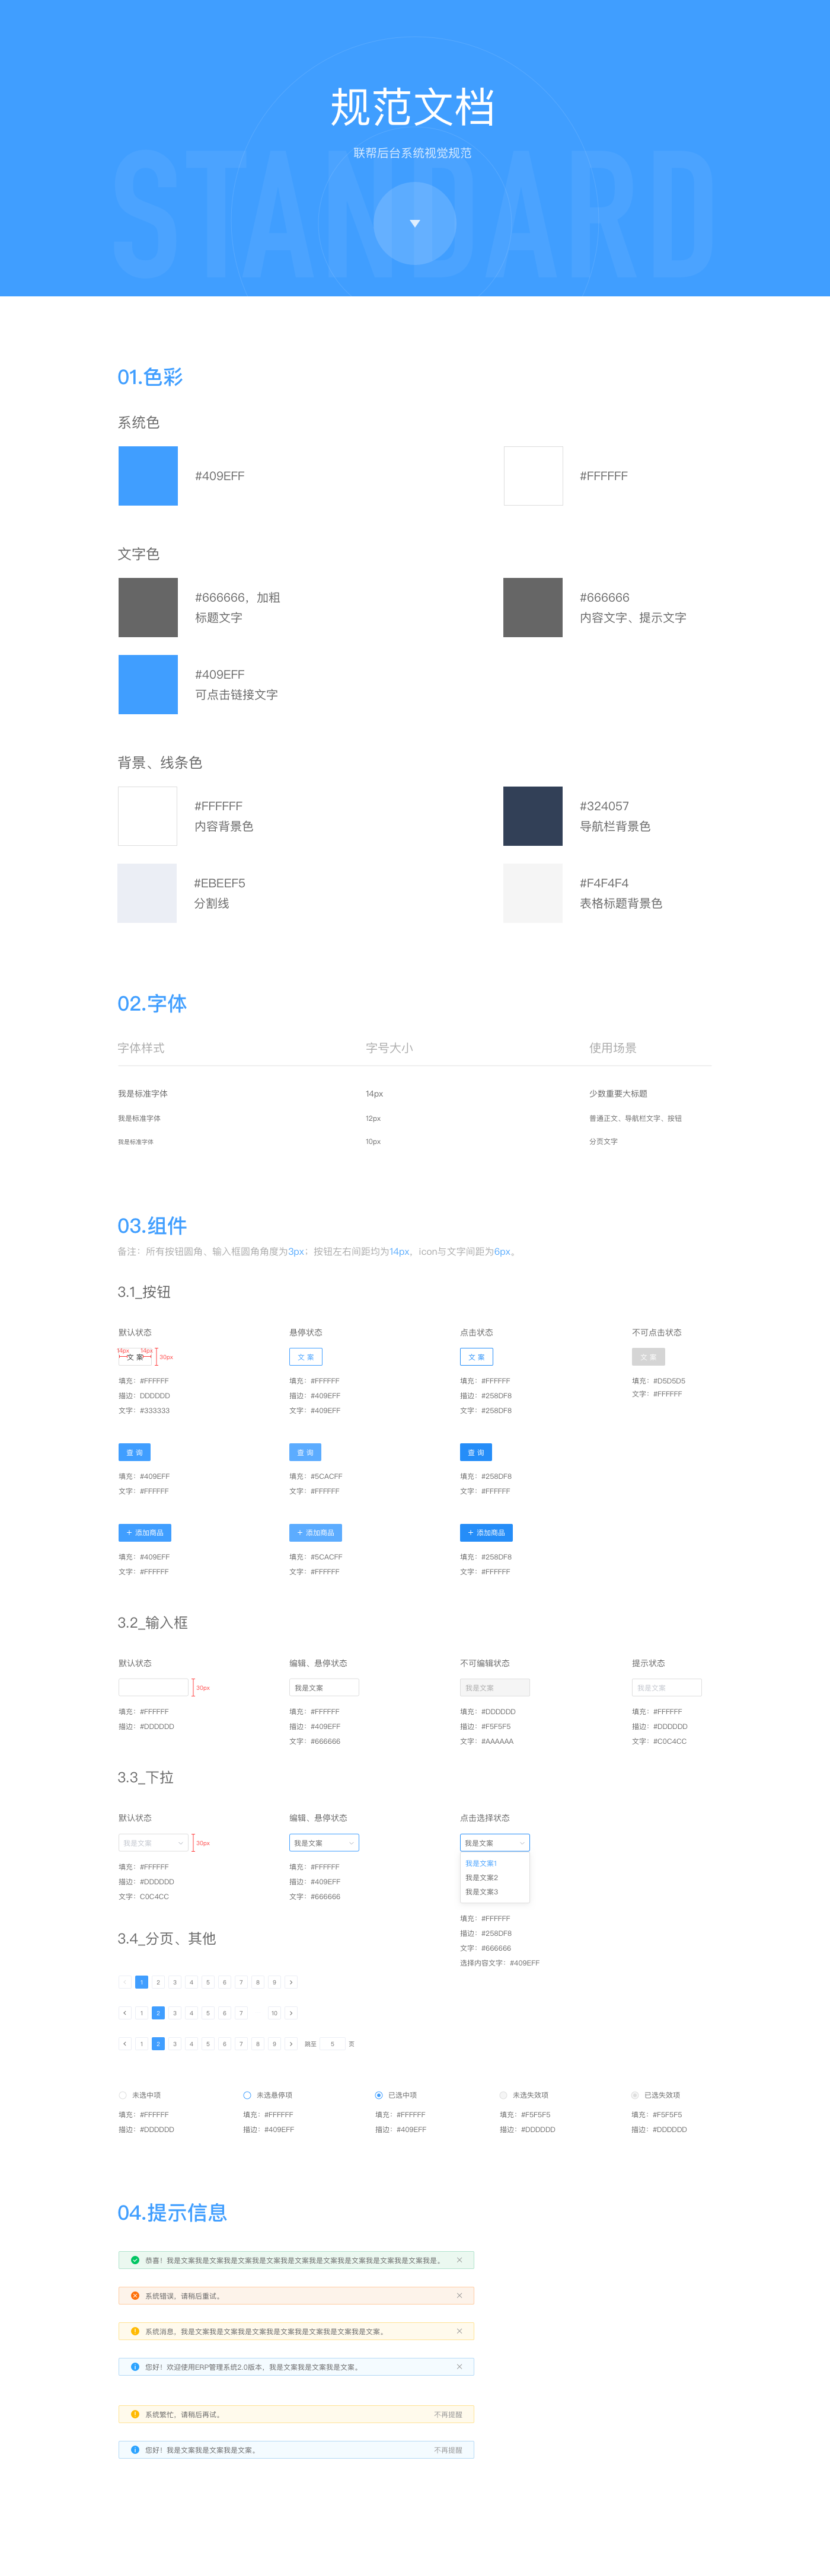 规范文档
联帮后台系统视觉规范
STANDARD
01.色彩
系统色
#409EFF
#FFFFFF
文字色
#666666，加粗
标题文字
#666666
内容文字、提示文字
#409EFF
可点击链接文字
背景、线条色
#FFFFFF
内容背景色
#324057
导航栏背景色
#EBEEF5
分割线
#F4F4F4
表格标题背景色
02.字体
字体样式 字号大小 使用场景
我是标准字体 14px 少数重要大标题
我是标准字体 12px 普通正文、导航栏文字、按钮
我是标准字体 10px 分页文字
03.组件
备注：所有按钮圆角、输入框圆角角度为3px；按钮左右间距均为14px，icon与文字间距为6px。
3.1_按钮
默认状态 悬停状态 点击状态 不可点击状态
14px 14px
文 案 30px 文 案 文 案 文 案
填充：#FFFFFF 填充：#FFFFFF 填充：#FFFFFF 填充：#D5D5D5
描边：DDDDDD 描边：#409EFF 描边：#258DF8 文字：#FFFFFF
文字：#333333 文字：#409EFF 文字：#258DF8
查 询 查 询 查 询
填充：#409EFF 填充：#5CACFF 填充：#258DF8
文字：#FFFFFF 文字：#FFFFFF 文字：#FFFFFF
+ 添加商品 + 添加商品 + 添加商品
填充：#409EFF 填充：#5CACFF 填充：#258DF8
文字：#FFFFFF 文字：#FFFFFF 文字：#FFFFFF
3.2_输入框
默认状态 编辑、悬停状态 不可编辑状态 提示状态
30px 我是文案 我是文案 我是文案
填充：#FFFFFF 填充：#FFFFFF 填充：#DDDDDD 填充：#FFFFFF
描边：#DDDDDD 描边：#409EFF 描边：#F5F5F5 描边：#DDDDDD
文字：#666666 文字：#AAAAAA 文字：#C0C4CC
3.3_下拉
默认状态 编辑、悬停状态 点击选择状态
我是文案 30px 我是文案 我是文案
填充：#FFFFFF 填充：#FFFFFF 我是文案1
描边：#DDDDDD 描边：#409EFF 我是文案2
文字：C0C4CC 文字：#666666 我是文案3
填充：#FFFFFF
描边：#258DF8
文字：#666666
选择内容文字：#409EFF
3.4_分页、其他
1 2 3 4 5 6 7 8 9
1 2 3 4 5 6 7 10
1 2 3 4 5 6 7 8 9 跳至 5 页
未选中项 未选悬停项 已选中项 未选失效项 已选失效项
填充：#FFFFFF 填充：#FFFFFF 填充：#FFFFFF 填充：#F5F5F5 填充：#F5F5F5
描边：#DDDDDD 描边：#409EFF 描边：#409EFF 描边：#DDDDDD 描边：#DDDDDD
04.提示信息
恭喜！我是文案我是文案我是文案我是文案我是文案我是文案我是文案我是文案我是文案我是。
系统错误，请稍后重试。
系统消息，我是文案我是文案我是文案我是文案我是文案我是文案我是文案。
您好！欢迎使用ERP管理系统2.0版本，我是文案我是文案我是文案。
系统繁忙，请稍后再试。 不再提醒
您好！我是文案我是文案我是文案。 不再提醒